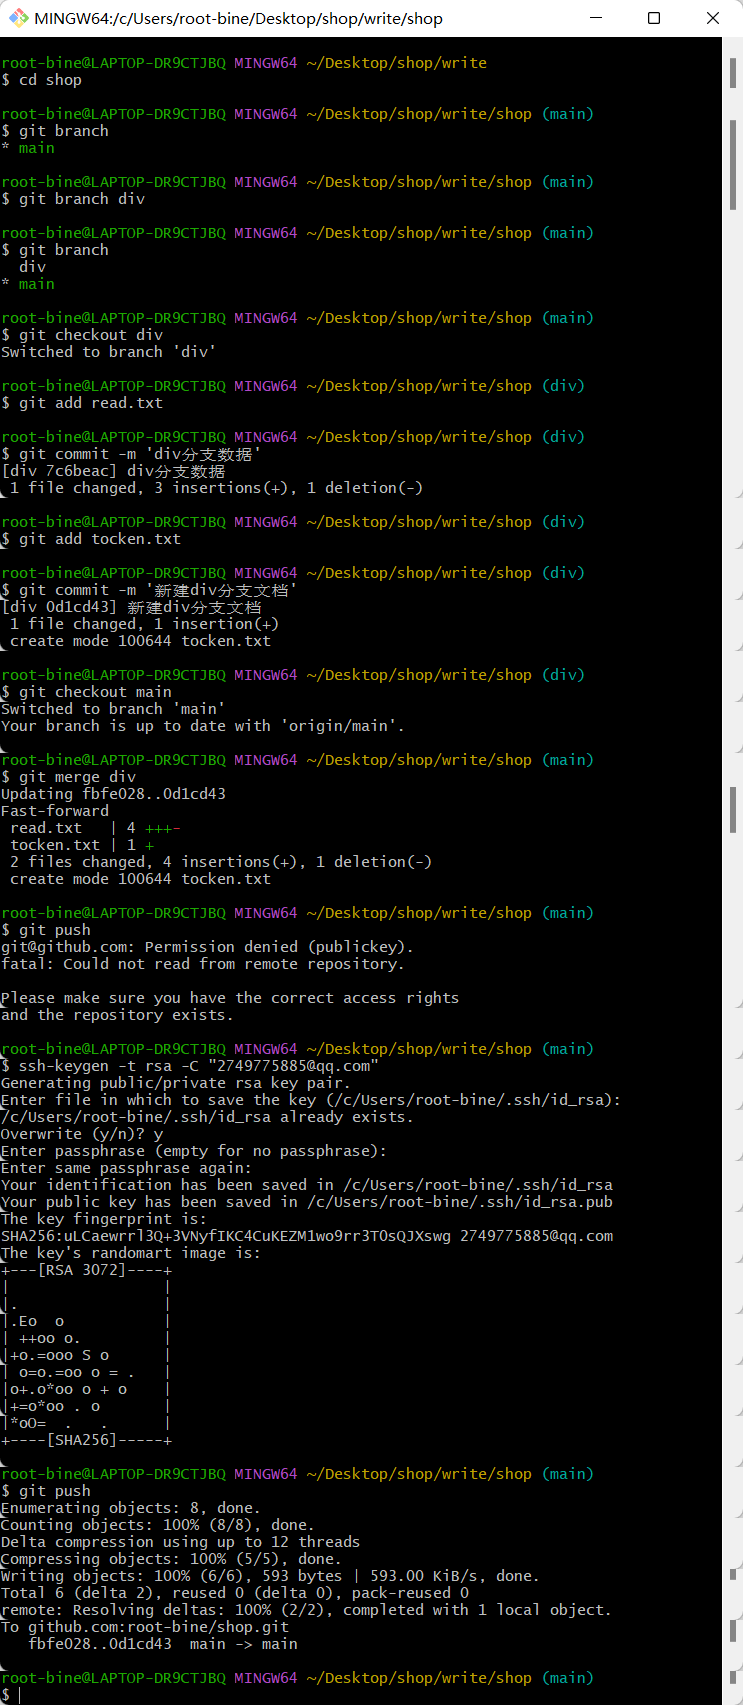 MINGW64:/c/Users/root-bine/Desktop/shop/write/shop
root-bine@LAPTOP-DR9CTJBQ MINGW64 ~/Desktop/shop/write
$ cd shop
root-bine@LAPTOP-DR9CTJBQ MINGW64 ~/Desktop/shop/write/shop (main)
$ git branch
* main
root-bine@LAPTOP-DR9CTJBQ MINGW64 ~/Desktop/shop/write/shop (main)
$ git branch div
root-bine@LAPTOP-DR9CTJBQ MINGW64 ~/Desktop/shop/write/shop (main)
$ git branch
  div
* main
root-bine@LAPTOP-DR9CTJBQ MINGW64 ~/Desktop/shop/write/shop (main)
$ git checkout div
Switched to branch 'div'
root-bine@LAPTOP-DR9CTJBQ MINGW64 ~/Desktop/shop/write/shop (div)
$ git add read.txt
root-bine@LAPTOP-DR9CTJBQ MINGW64 ~/Desktop/shop/write/shop (div)
$ git commit -m 'div分支数据'
[div 7c6beac] div分支数据
 1 file changed, 3 insertions(+), 1 deletion(-)
root-bine@LAPTOP-DR9CTJBQ MINGW64 ~/Desktop/shop/write/shop (div)
$ git add tocken.txt
root-bine@LAPTOP-DR9CTJBQ MINGW64 ~/Desktop/shop/write/shop (div)
$ git commit -m '新建div分支文档'
[div 0d1cd43] 新建div分支文档
 1 file changed, 1 insertion(+)
 create mode 100644 tocken.txt
root-bine@LAPTOP-DR9CTJBQ MINGW64 ~/Desktop/shop/write/shop (div)
$ git checkout main
Switched to branch 'main'
Your branch is up to date with 'origin/main'.
root-bine@LAPTOP-DR9CTJBQ MINGW64 ~/Desktop/shop/write/shop (main)
$ git merge div
Updating fbfe028..0d1cd43
Fast-forward
 read.txt   | 4 +++-
 tocken.txt | 1 +
 2 files changed, 4 insertions(+), 1 deletion(-)
 create mode 100644 tocken.txt
root-bine@LAPTOP-DR9CTJBQ MINGW64 ~/Desktop/shop/write/shop (main)
$ git push
git@github.com: Permission denied (publickey).
fatal: Could not read from remote repository.
Please make sure you have the correct access rights
and the repository exists.
root-bine@LAPTOP-DR9CTJBQ MINGW64 ~/Desktop/shop/write/shop (main)
$ ssh-keygen -t rsa -C "2749775885@qq.com"
Generating public/private rsa key pair.
Enter file in which to save the key (/c/Users/root-bine/.ssh/id_rsa):
/c/Users/root-bine/.ssh/id_rsa already exists.
Overwrite (y/n)? y
Enter passphrase (empty for no passphrase):
Enter same passphrase again:
Your identification has been saved in /c/Users/root-bine/.ssh/id_rsa
Your public key has been saved in /c/Users/root-bine/.ssh/id_rsa.pub
The key fingerprint is:
SHA256:uLCaewrrl3Q+3VNyfIKC4CuKEZM1wo9rr3TOsQJXswg 2749775885@qq.com
The key's randomart image is:
+---[RSA 3072]----+
|                 |
|.                |
|.Eo  o           |
| ++oo o.         |
|+o.=ooo S o      |
| o=o.=oo o = .   |
|o+.o*oo o + o    |
|+=o*oo . o       |
|*oO=  .   .      |
+----[SHA256]-----+
root-bine@LAPTOP-DR9CTJBQ MINGW64 ~/Desktop/shop/write/shop (main)
$ git push
Enumerating objects: 8, done.
Counting objects: 100% (8/8), done.
Delta compression using up to 12 threads
Compressing objects: 100% (5/5), done.
Writing objects: 100% (6/6), 593 bytes | 593.00 KiB/s, done.
Total 6 (delta 2), reused 0 (delta 0), pack-reused 0
remote: Resolving deltas: 100% (2/2), completed with 1 local object.
To github.com:root-bine/shop.git
   fbfe028..0d1cd43  main -> main
root-bine@LAPTOP-DR9CTJBQ MINGW64 ~/Desktop/shop/write/shop (main)
$